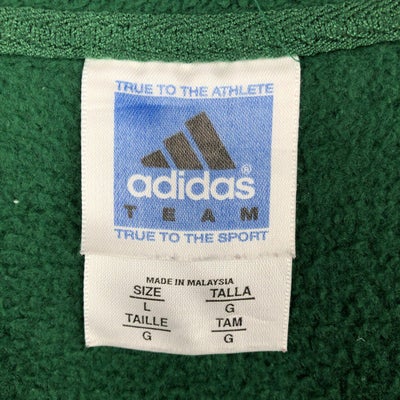 TRUE TO THE ATHLETE
adidas®
TEAM
TRUE TO THE SPORT
MADE IN MALAYSIA
SIZE TALLA
L G
TAILLE TAM
G G